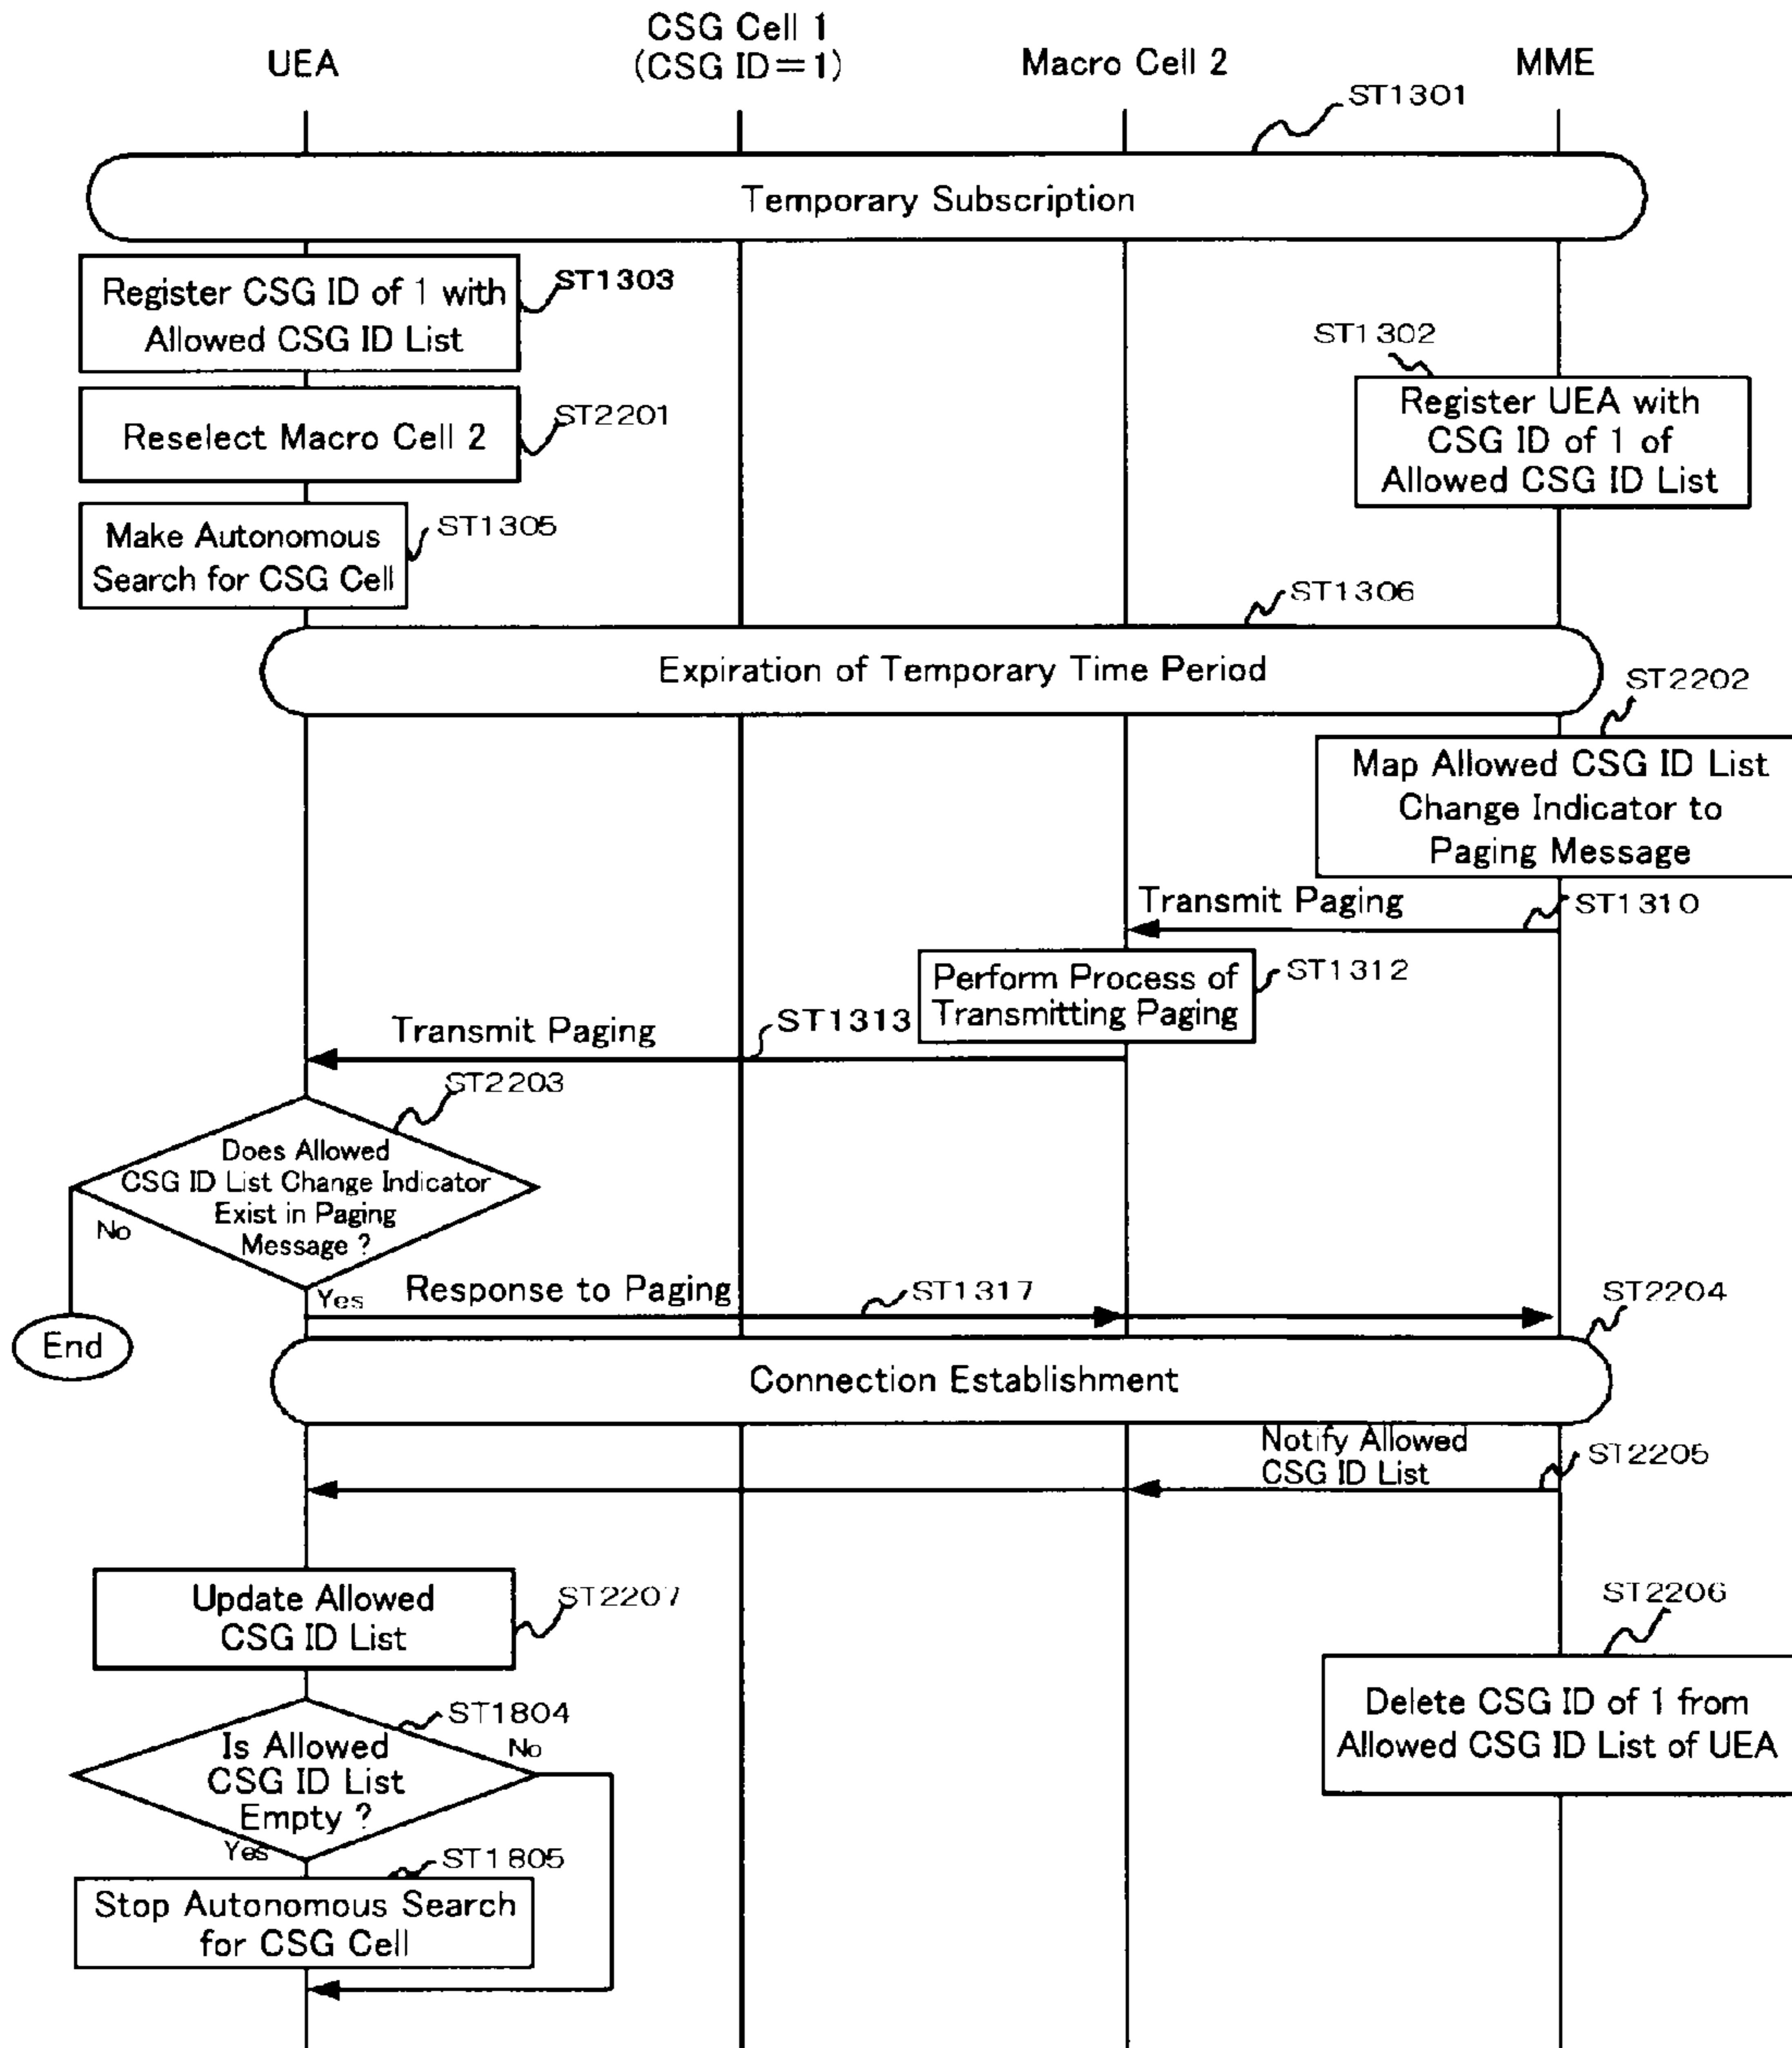 UEA
CSG Cell 1
(CSG ID=1)
Macro Cell 2
MME
ST1301
Temporary Subscription
Register CSG ID of 1 with
Allowed CSG ID List
ST1303
ST1302
Register UEA with
CSG ID of 1 of
Allowed CSG ID List
Reselect Macro Cell 2
ST2201
Make Autonomous
Search for CSG Cell
ST1305
ST1306
Expiration of Temporary Time Period
ST2202
Map Allowed CSG ID List
Change Indicator to
Paging Message
Transmit Paging
ST1310
Perform Process of
Transmitting Paging
ST1312
Transmit Paging
ST1313
ST2203
Does Allowed
CSG ID List Change Indicator
Exist in Paging
Message ?
No
Yes
End
Response to Paging
ST1317
ST2204
Connection Establishment
Notify Allowed
CSG ID List
ST2205
Update Allowed
CSG ID List
ST2207
ST2206
Delete CSG ID of 1 from
Allowed CSG ID List of UEA
ST1804
Is Allowed
CSG ID List
Empty ?
No
Yes
ST1805
Stop Autonomous Search
for CSG Cell